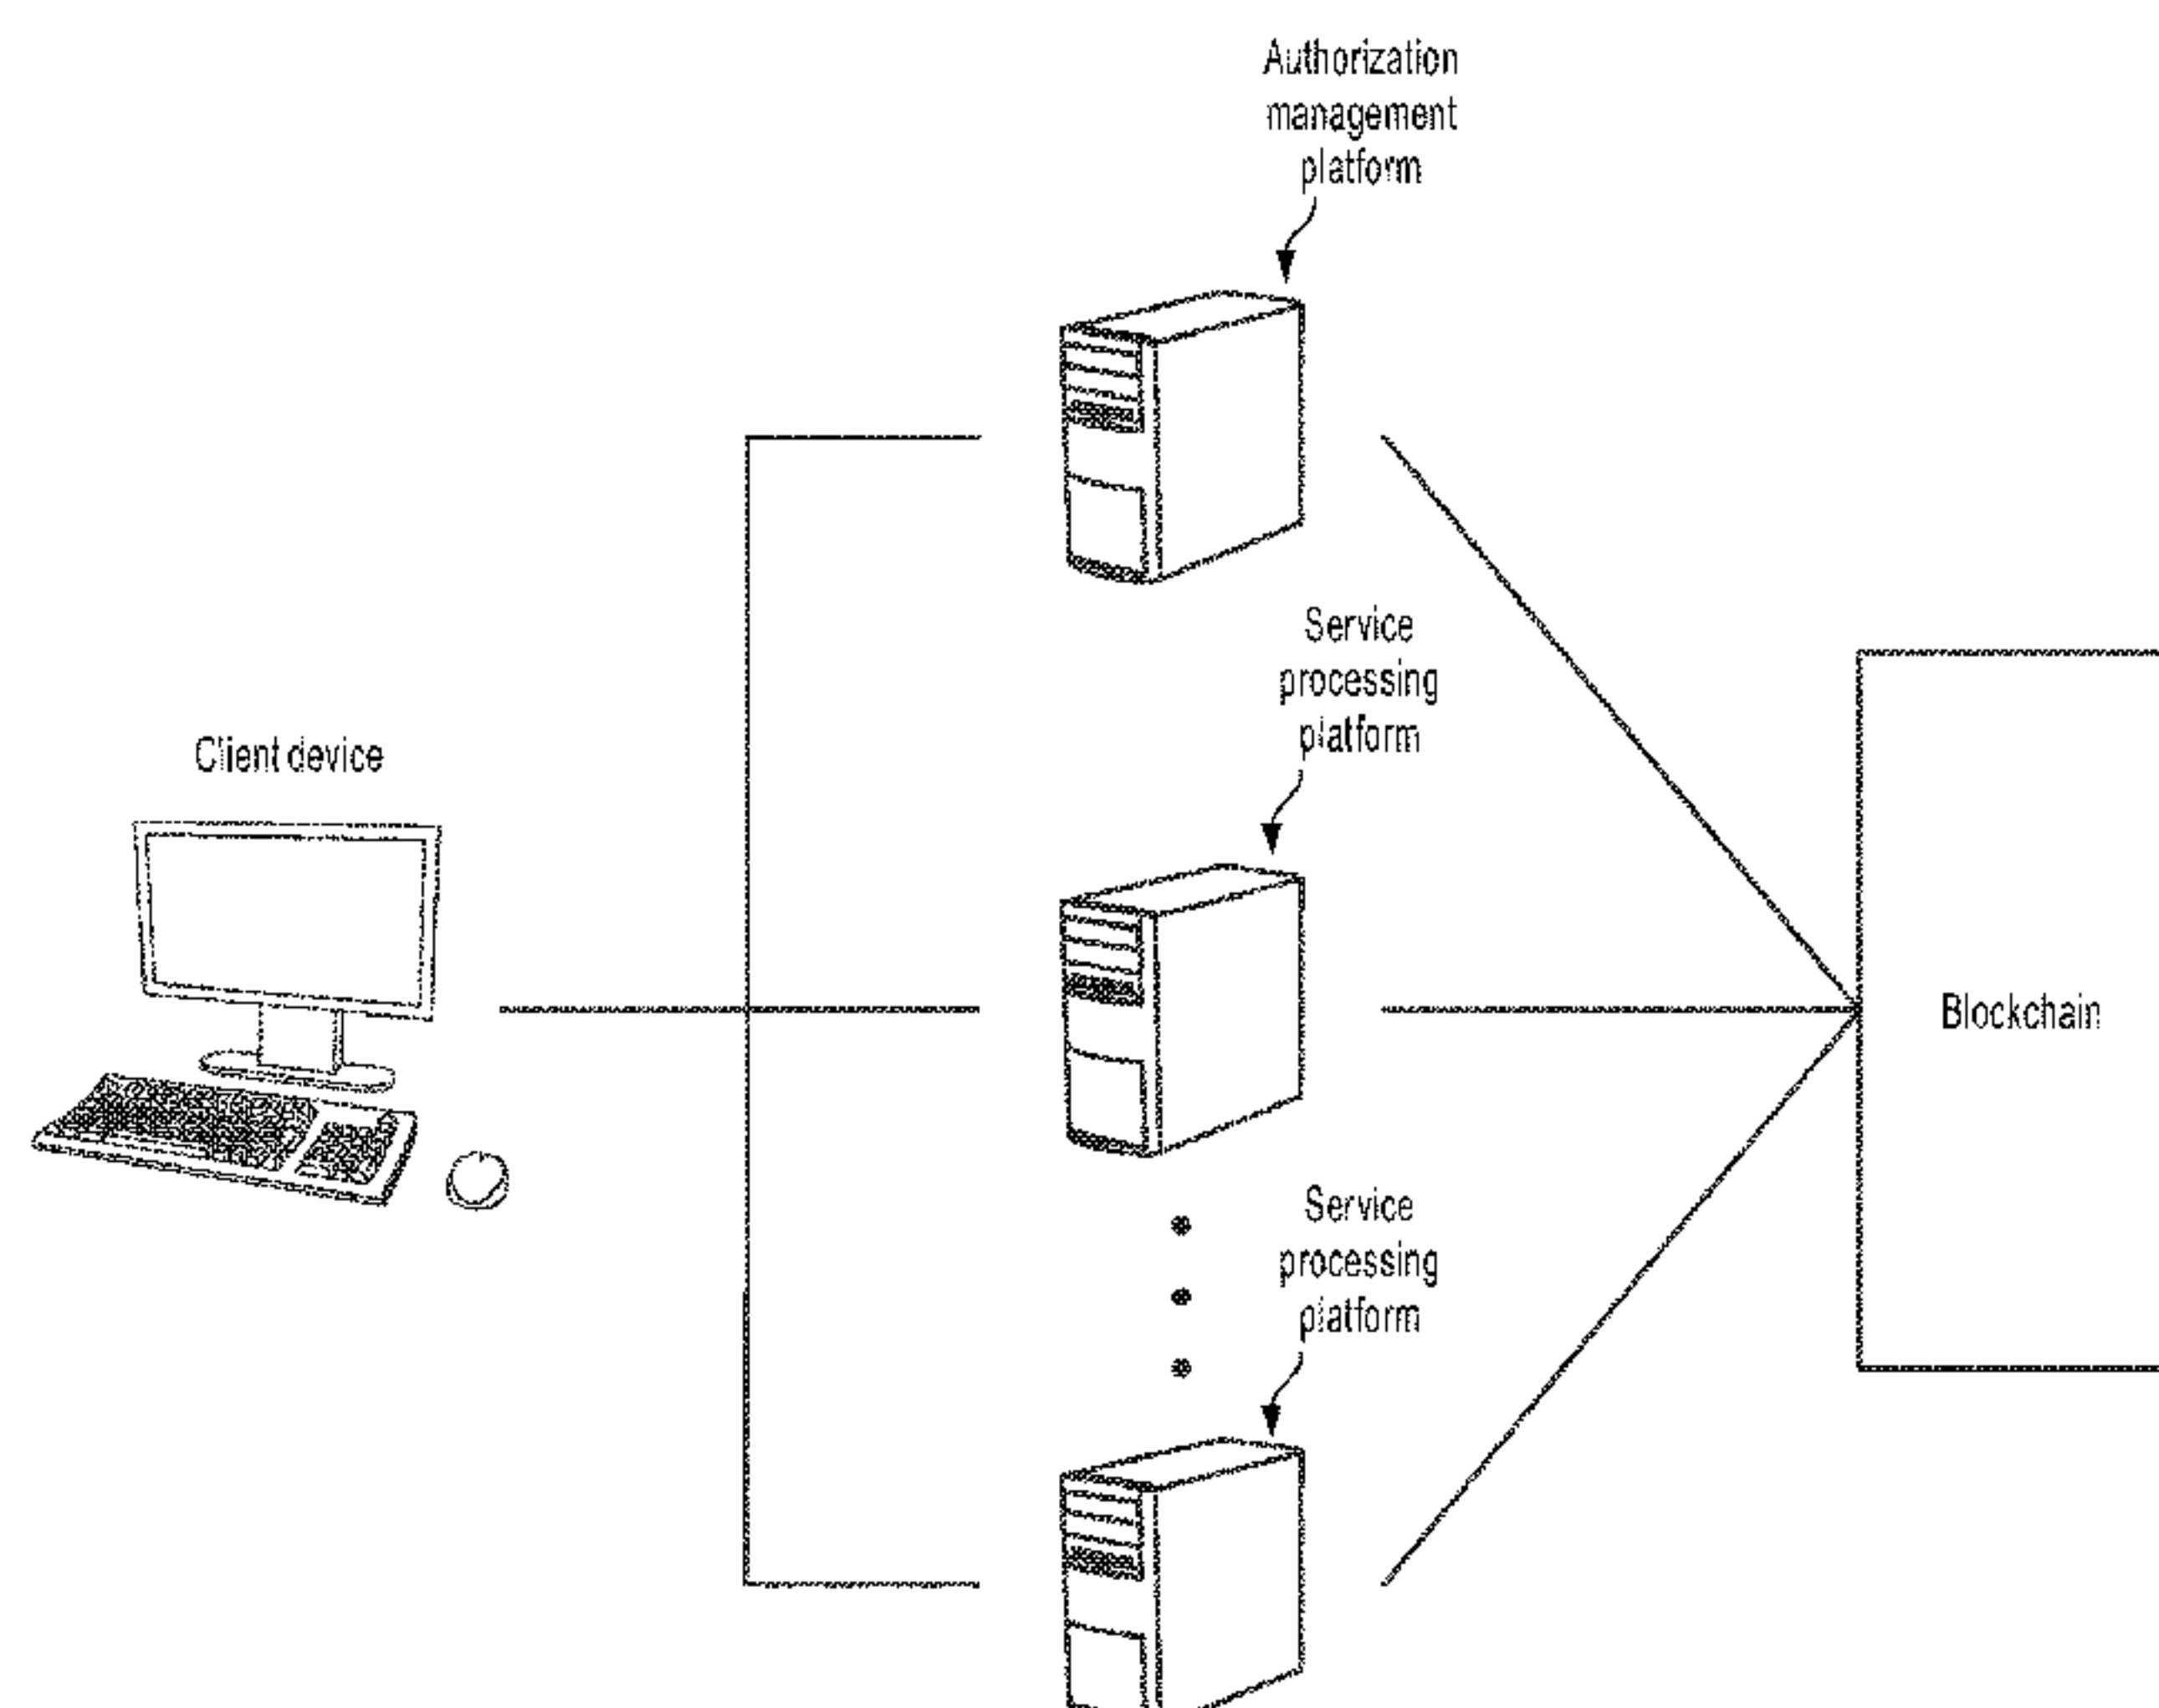 Authorization
management
platform
Service
processing
platform
Client device
Blockchain
Service
processing
platform